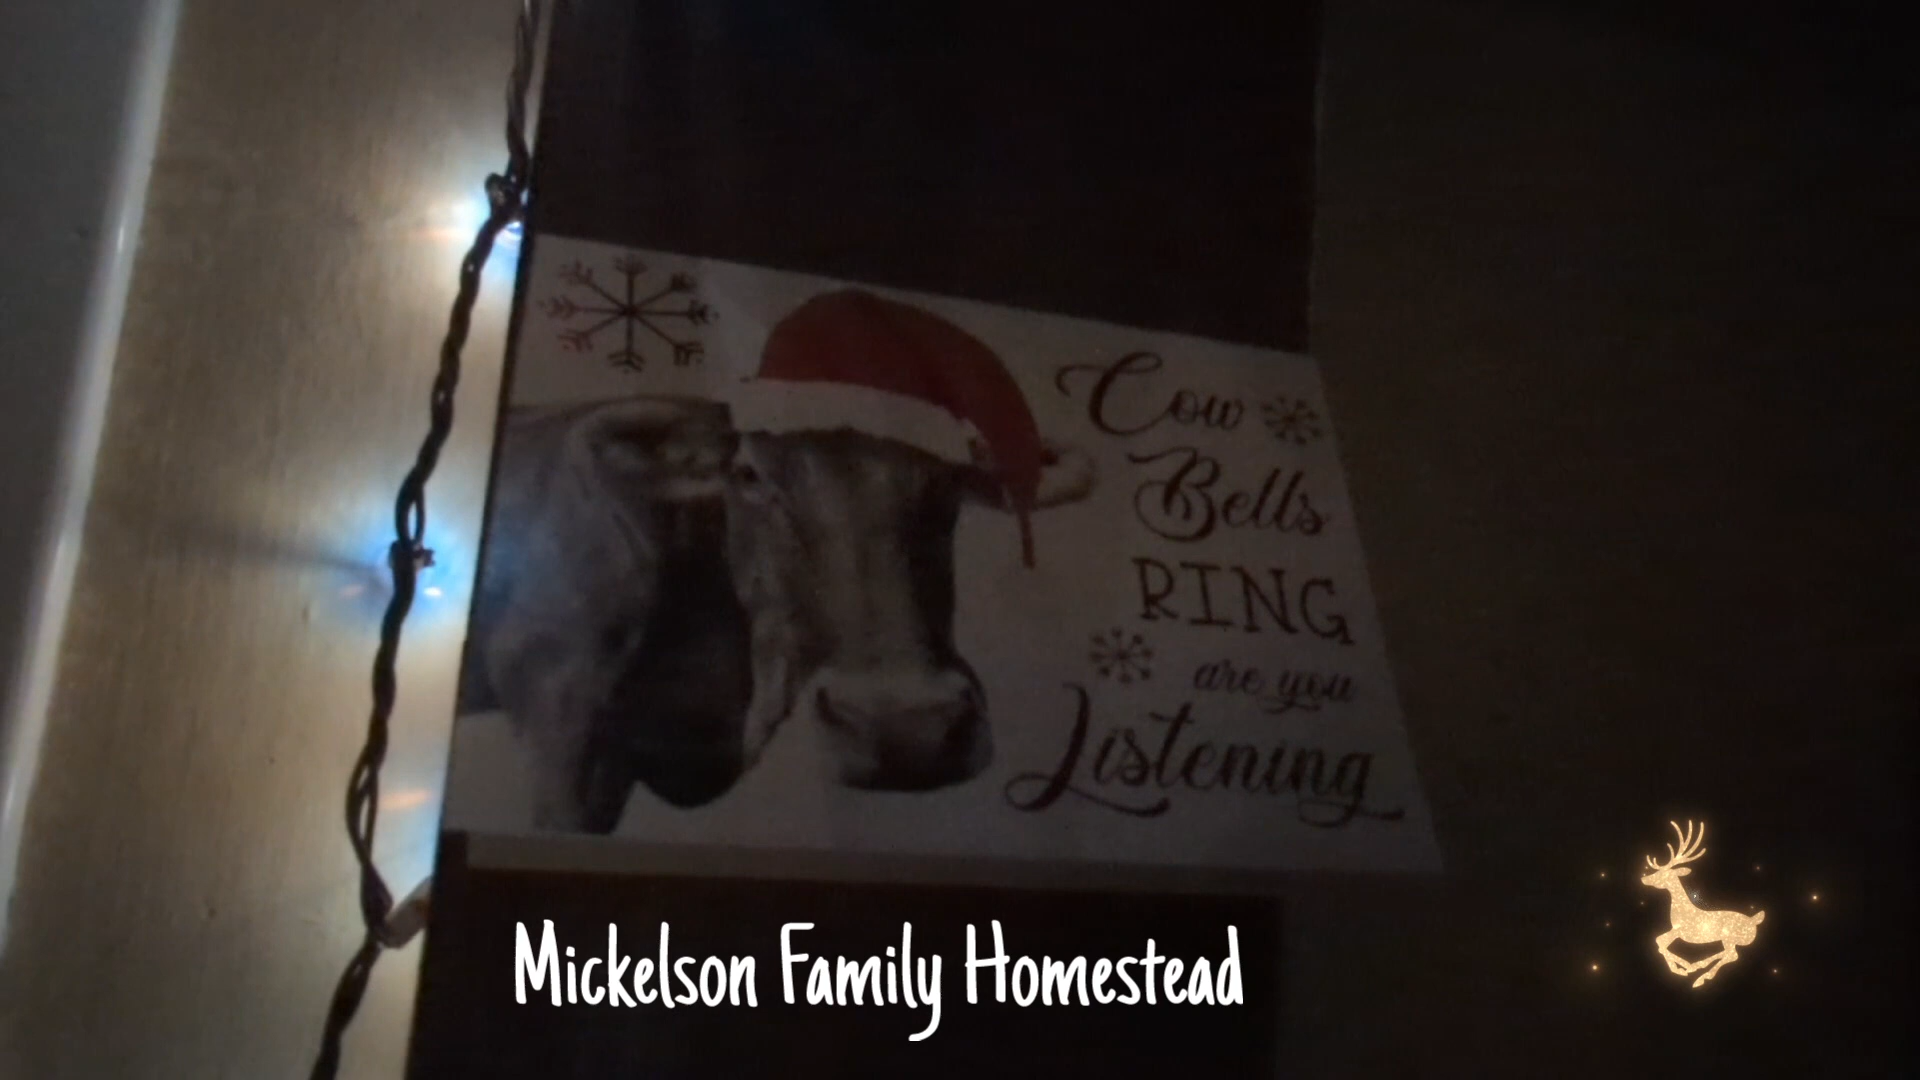 Cow
Bells
RING
are you
Listening
Mickelson Family Homestead